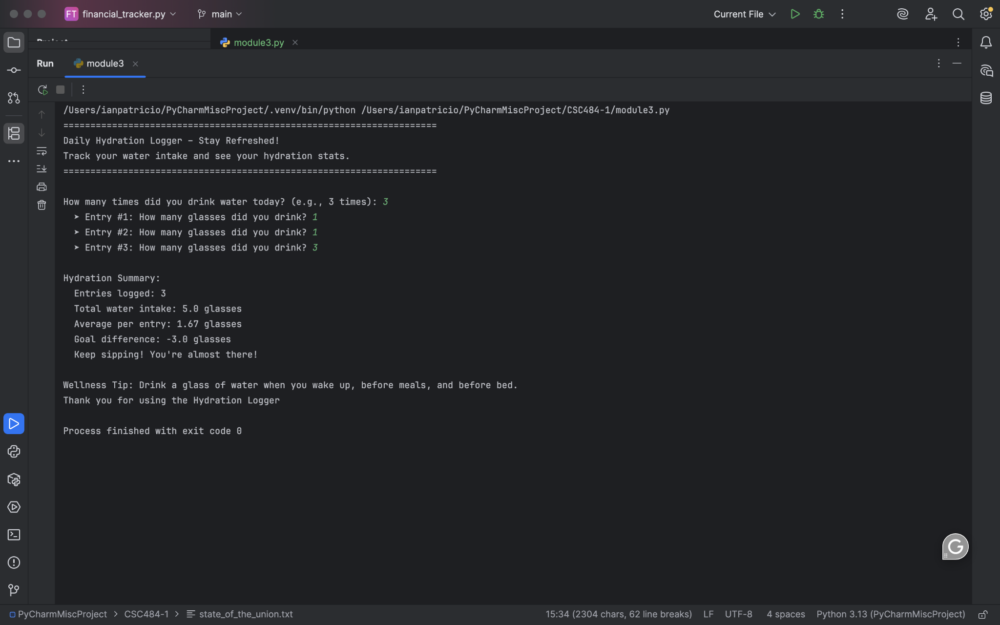 FT financial_tracker.py main Current File
Project module3.py
Run module3
/Users/ianpatricio/PyCharmMiscProject/.venv/bin/python /Users/ianpatricio/PyCharmMiscProject/CSC484-1/module3.py
=====================================================================
Daily Hydration Logger – Stay Refreshed!
Track your water intake and see your hydration stats.
=====================================================================
How many times did you drink water today? (e.g., 3 times): 3
➤ Entry #1: How many glasses did you drink? 1
➤ Entry #2: How many glasses did you drink? 1
➤ Entry #3: How many glasses did you drink? 3
Hydration Summary:
Entries logged: 3
Total water intake: 5.0 glasses
Average per entry: 1.67 glasses
Goal difference: -3.0 glasses
Keep sipping! You're almost there!
Wellness Tip: Drink a glass of water when you wake up, before meals, and before bed.
Thank you for using the Hydration Logger
Process finished with exit code 0
G
PyCharmMiscProject > CSC484-1 > state_of_the_union.txt 15:34 (2304 chars, 62 line breaks) LF UTF-8 4 spaces Python 3.13 (PyCharmMiscProject)